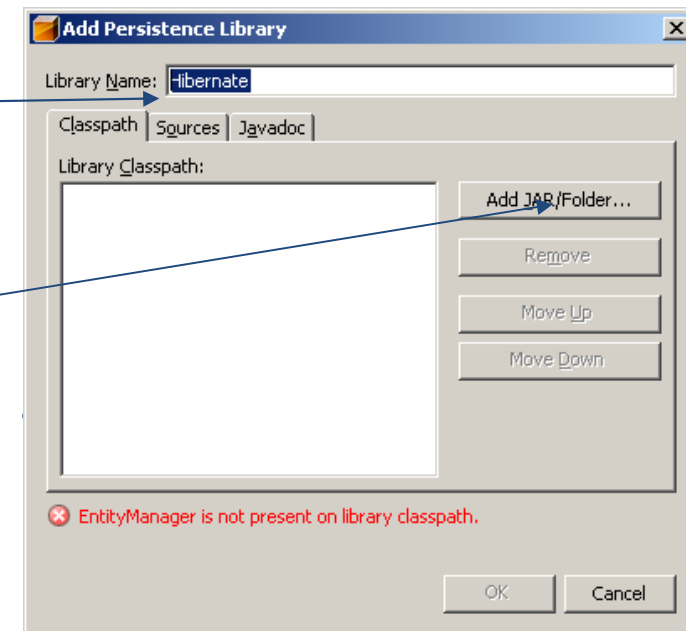 Add Persistence Library
Library Name: Hibernate
Classpath Sources Javadoc
Library Classpath:
Add JAR/Folder...
Remove
Move Up
Move Down
EntityManager is not present on library classpath.
OK Cancel